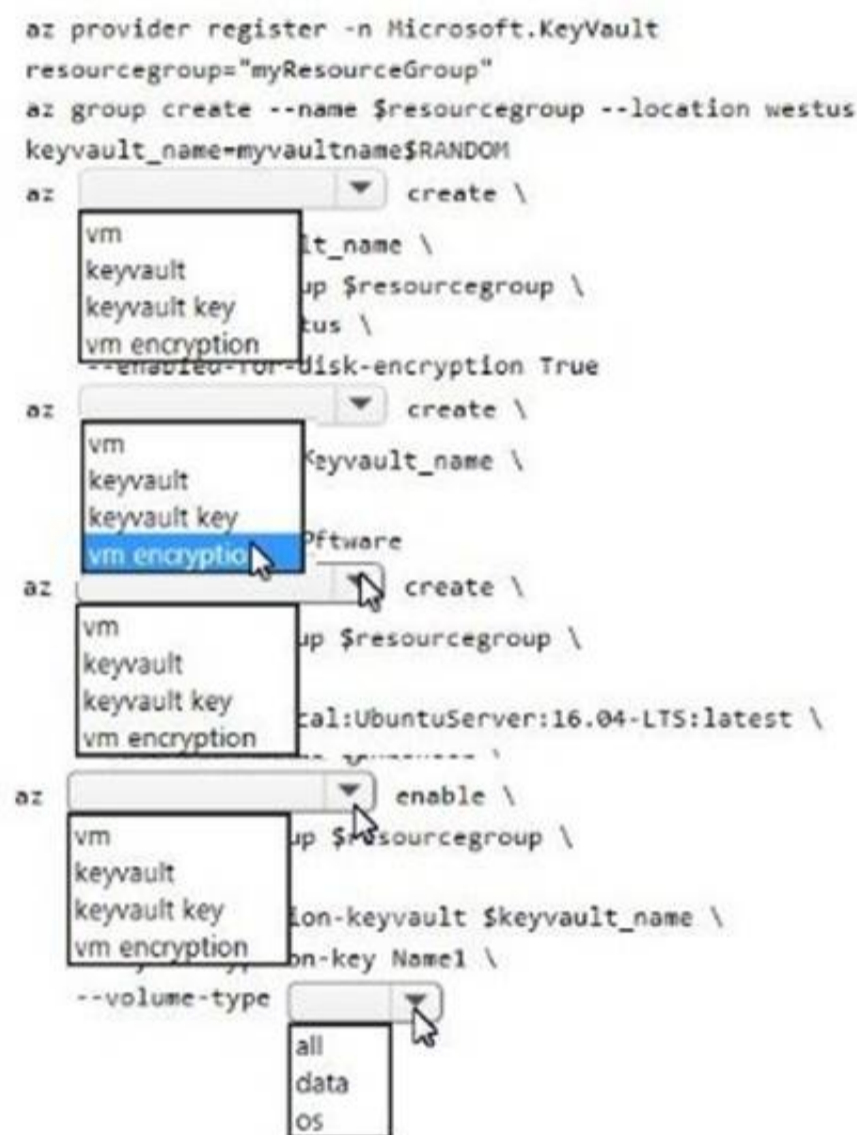 az provider register -n Microsoft.KeyVault
resourcegroup="myResourceGroup"
az group create --name $resourcegroup --location westus
keyvault_name=myvaultname$RANDOM
az create \
vm
lt_name \
keyvault
up $resourcegroup \
keyvault key
tus \
vm encryption
--enabled-for-disk-encryption True
az create \
vm
keyvault
eyvault_name \
keyvault key
vm encryptio
ftware
az create \
vm
up $resourcegroup \
keyvault
keyvault key
cal:UbuntuServer:16.04-LTS:latest \
vm encryption
az enable \
vm
up $resourcegroup \
keyvault
keyvault key
ion-keyvault $keyvault_name \
vm encryption
on-key Name1 \
--volume-type
all
data
os